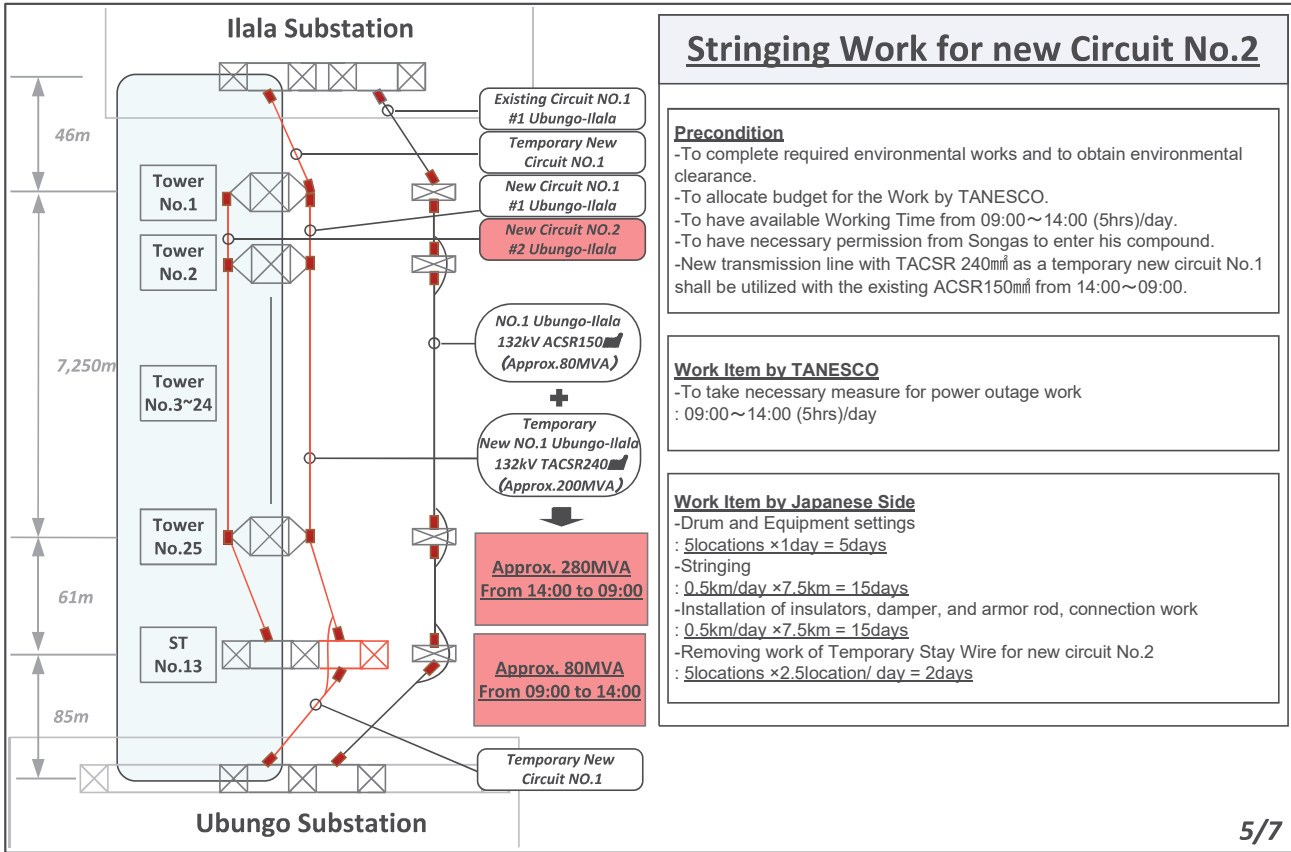 Ilala Substation
46m
7,250m
61m
85m
Tower
No.1
Tower
No.2
Tower
No.3~24
Tower
No.25
ST
No.13
Existing Circuit NO.1
#1 Ubungo-Ilala
Temporary New
Circuit NO.1
New Circuit NO.1
#1 Ubungo-Ilala
New Circuit NO.2
#2 Ubungo-Ilala
NO.1 Ubungo-Ilala
132kV ACSR150
(Approx.80MVA)
Temporary
New NO.1 Ubungo-Ilala
132kV TACSR240
(Approx.200MVA)
Approx. 280MVA
From 14:00 to 09:00
Approx. 80MVA
From 09:00 to 14:00
Temporary New
Circuit NO.1
Ubungo Substation
Stringing Work for new Circuit No.2
Precondition
-To complete required environmental works and to obtain environmental
clearance.
-To allocate budget for the Work by TANESCO.
-To have available Working Time from 09:00～14:00 (5hrs)/day.
-To have necessary permission from Songas to enter his compound.
-New transmission line with TACSR 240㎟ as a temporary new circuit No.1
shall be utilized with the existing ACSR150㎟ from 14:00～09:00.
Work Item by TANESCO
-To take necessary measure for power outage work
: 09:00～14:00 (5hrs)/day
Work Item by Japanese Side
-Drum and Equipment settings
: 5locations ×1day = 5days
-Stringing
: 0.5km/day ×7.5km = 15days
-Installation of insulators, damper, and armor rod, connection work
: 0.5km/day ×7.5km = 15days
-Removing work of Temporary Stay Wire for new circuit No.2
: 5locations ×2.5location/ day = 2days
5/7